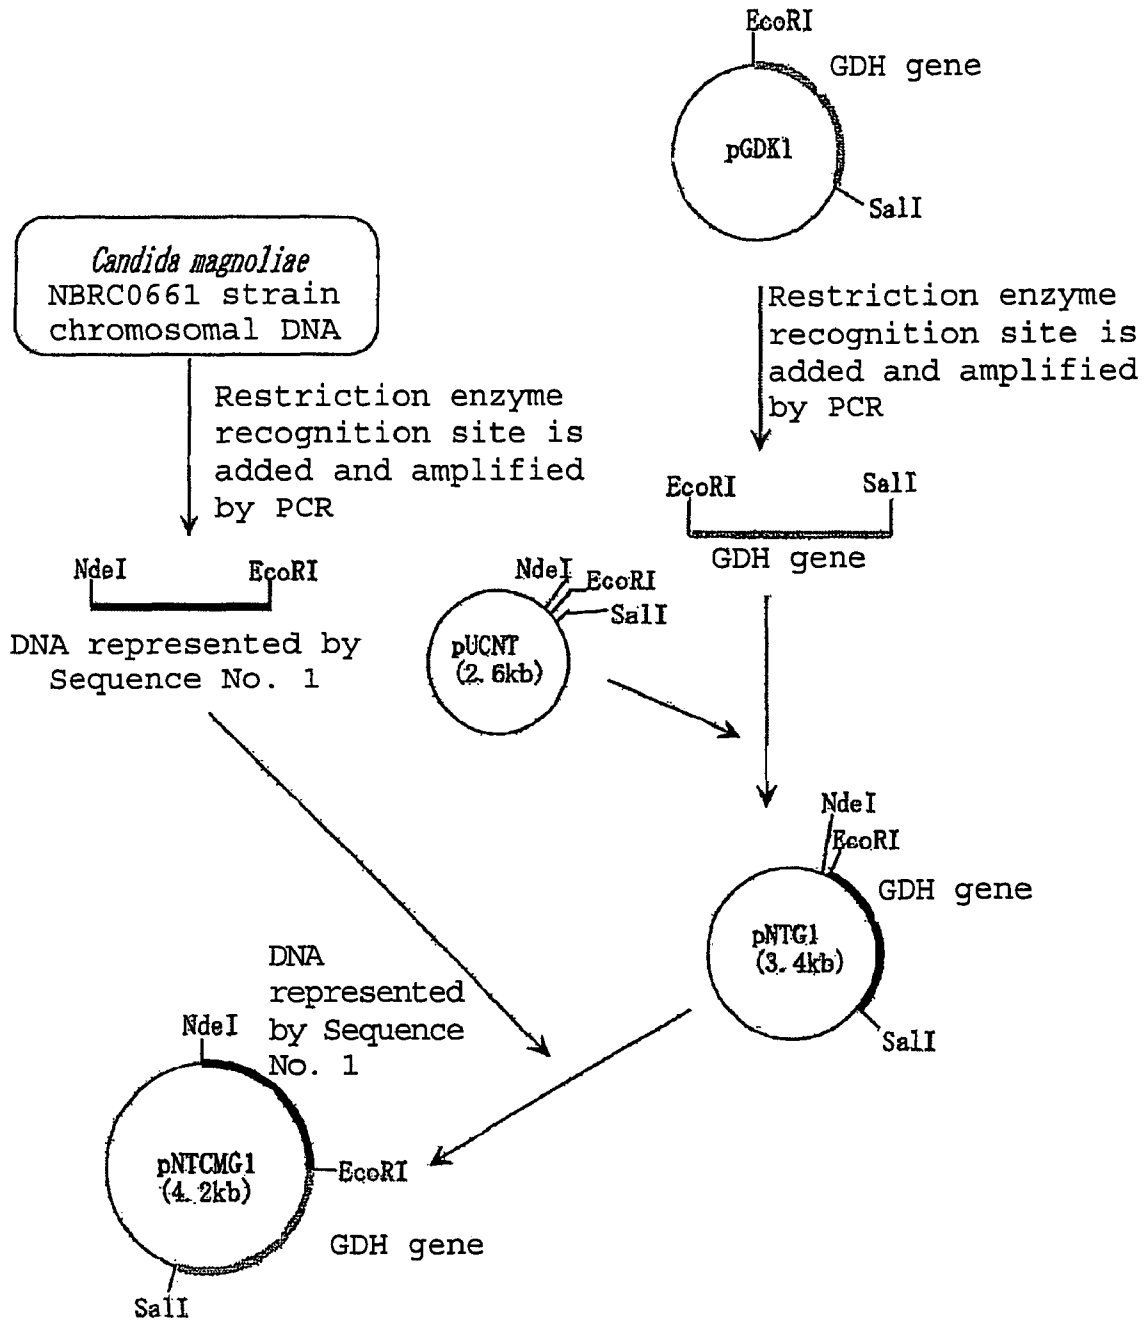 EcoRI
GDH gene
pGDK1
SalI
Candida magnoliae
NBRC0661 strain
chromosomal DNA
Restriction enzyme
recognition site is
added and amplified
by PCR
Restriction enzyme
recognition site is
added and amplified
by PCR
EcoRI
SalI
GDH gene
NdeI
EcoRI
DNA represented by
Sequence No. 1
NdeI
EcoRI
SalI
pUCNT
(2.6kb)
NdeI
EcoRI
GDH gene
pNTG1
(3.4kb)
SalI
DNA
represented
by Sequence
No. 1
NdeI
pNTCMG1
(4.2kb)
EcoRI
GDH gene
SalI